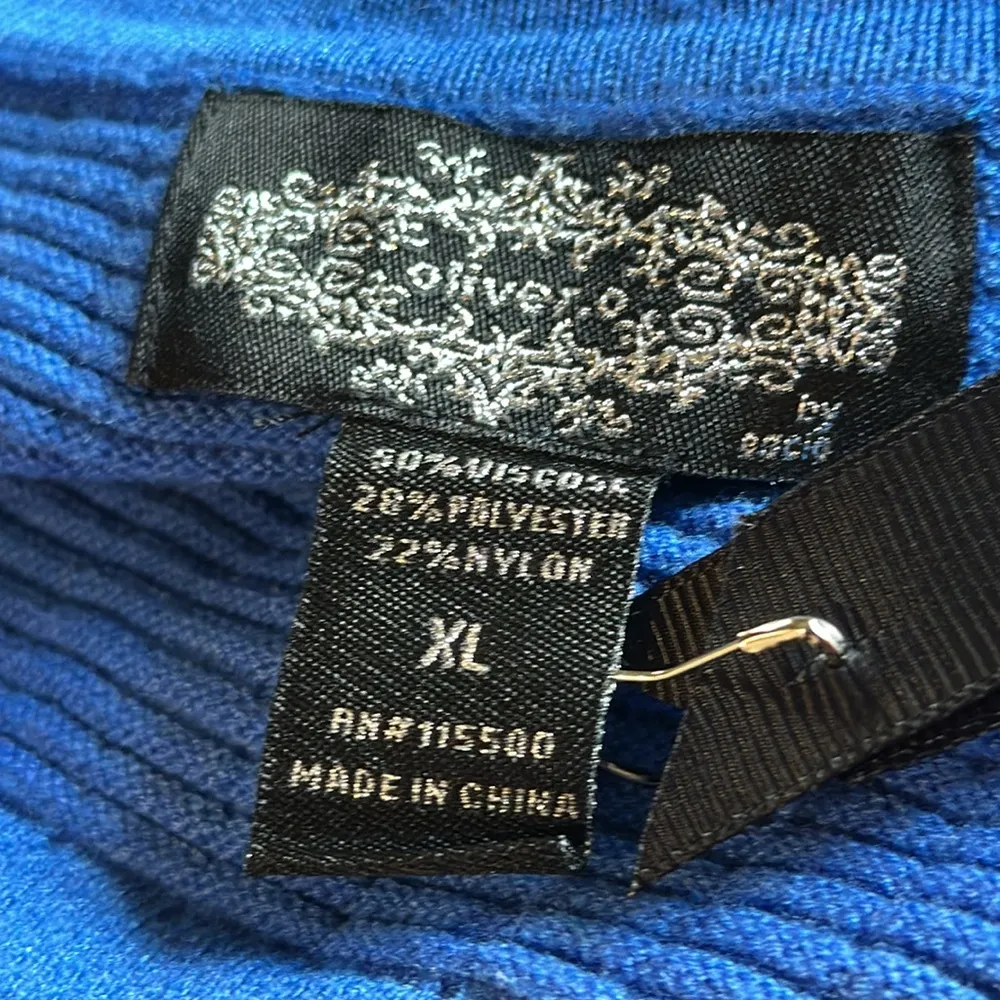 olive.o
by
50%VISCOSE
28%POLYESTER
22%NYLON
XL
RN#115500
MADE IN CHINA